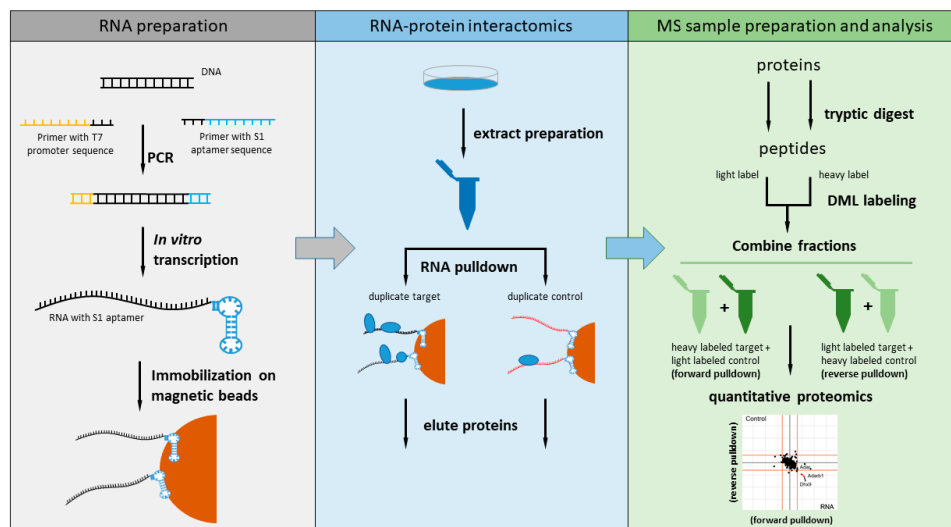 RNA preparation
DNA
Primer with T7
promoter sequence
Primer with S1
aptamer sequence
PCR
In vitro
transcription
RNA with S1 aptamer
Immobilization on
magnetic beads
RNA-protein interactomics
extract preparation
RNA pulldown
duplicate target
duplicate control
elute proteins
MS sample preparation and analysis
proteins
tryptic digest
peptides
light label
heavy label
DML labeling
Combine fractions
+
+
heavy labeled target +
light labeled control
(forward pulldown)
light labeled target +
heavy labeled control
(reverse pulldown)
quantitative proteomics
(reverse pulldown)
Control
Adar
Adarb1
Dhx9
RNA
(forward pulldown)